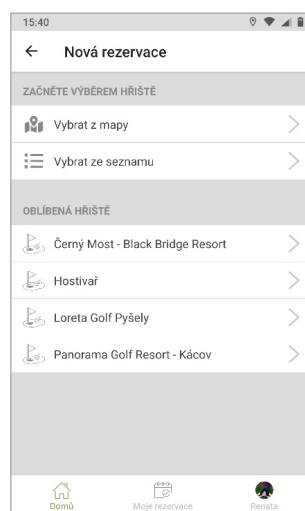 15:40
Nová rezervace
ZAČNĚTE VÝBĚREM HŘIŠTĚ
Vybrat z mapy
Vybrat ze seznamu
OBLÍBENÁ HŘIŠTĚ
Černý Most - Black Bridge Resort
Hostivař
Loreta Golf Pyšely
Panorama Golf Resort - Kácov
Domů Moje rezervace Renata